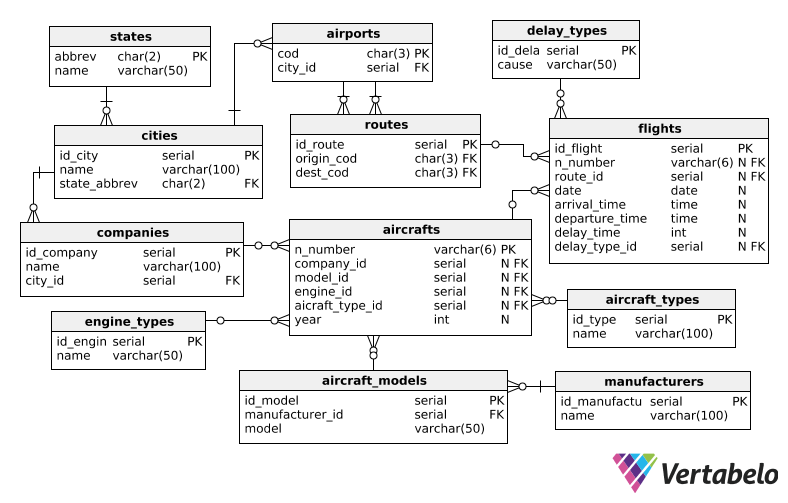 states
abbrev char(2) PK
name varchar(50)
airports
cod char(3) PK
city_id serial FK
delay_types
id_dela serial PK
cause varchar(50)
cities
id_city serial PK
name varchar(100)
state_abbrev char(2) FK
routes
id_route serial PK
origin_cod char(3) FK
dest_cod char(3) FK
flights
id_flight serial PK
n_number varchar(6) N FK
route_id serial N FK
date date N
arrival_time time N
departure_time time N
delay_time int N
delay_type_id serial N FK
companies
id_company serial PK
name varchar(100)
city_id serial FK
aircrafts
n_number varchar(6) PK
company_id serial N FK
model_id serial N FK
engine_id serial N FK
aicraft_type_id serial N FK
year int N
engine_types
id_engin serial PK
name varchar(50)
aircraft_types
id_type serial PK
name varchar(100)
aircraft_models
id_model serial PK
manufacturer_id serial FK
model varchar(50)
manufacturers
id_manufactu serial PK
name varchar(100)
Vertabelo